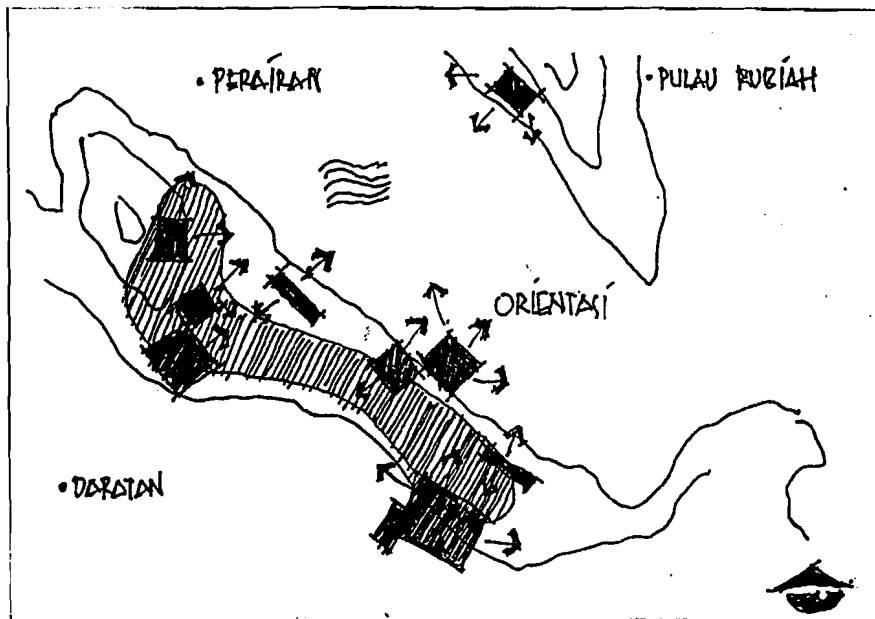 • PERAIRAN
• PULAU RUBIAH
ORIENTASI
• DARATAN